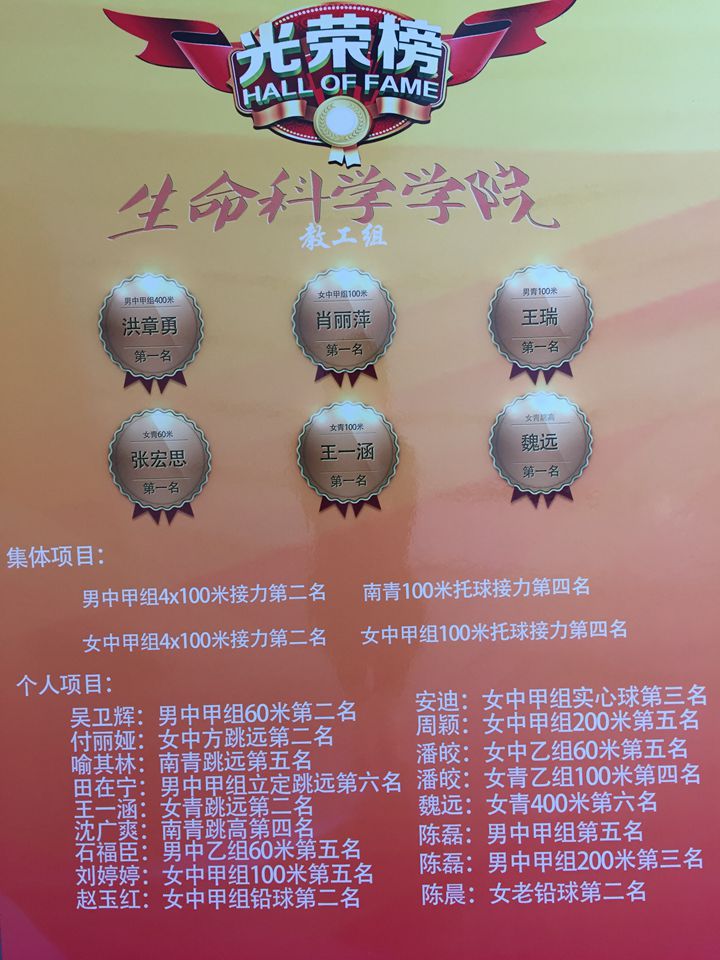 光荣榜
HALL OF FAME
生命科学学院
教工组
男中甲组400米
洪章勇
第一名
女中甲组100米
肖丽萍
第一名
男青100米
王瑞
第一名
女青60米
张宏思
第一名
女青100米
王一涵
第一名
女青跳高
魏远
第一名
集体项目：
男中甲组4x100米接力第二名
南青100米托球接力第四名
女中甲组4x100米接力第二名
女中甲组100米托球接力第四名
个人项目：
吴卫辉：男中甲组60米第二名
付丽娅：女中方跳远第二名
喻其林：南青跳远第五名
田在宁：男中甲组立定跳远第六名
王一涵：女青跳远第二名
沈广爽：南青跳高第四名
石福臣：男中乙组60米第五名
刘婷婷：女中甲组100米第五名
赵玉红：女中甲组铅球第二名
安迪：女中甲组实心球第三名
周颖：女中甲组200米第五名
潘皎：女中乙组60米第五名
潘皎：女青乙组100米第四名
魏远：女青400米第六名
陈磊：男中甲组第五名
陈磊：男中甲组200米第三名
陈晨：女老铅球第二名